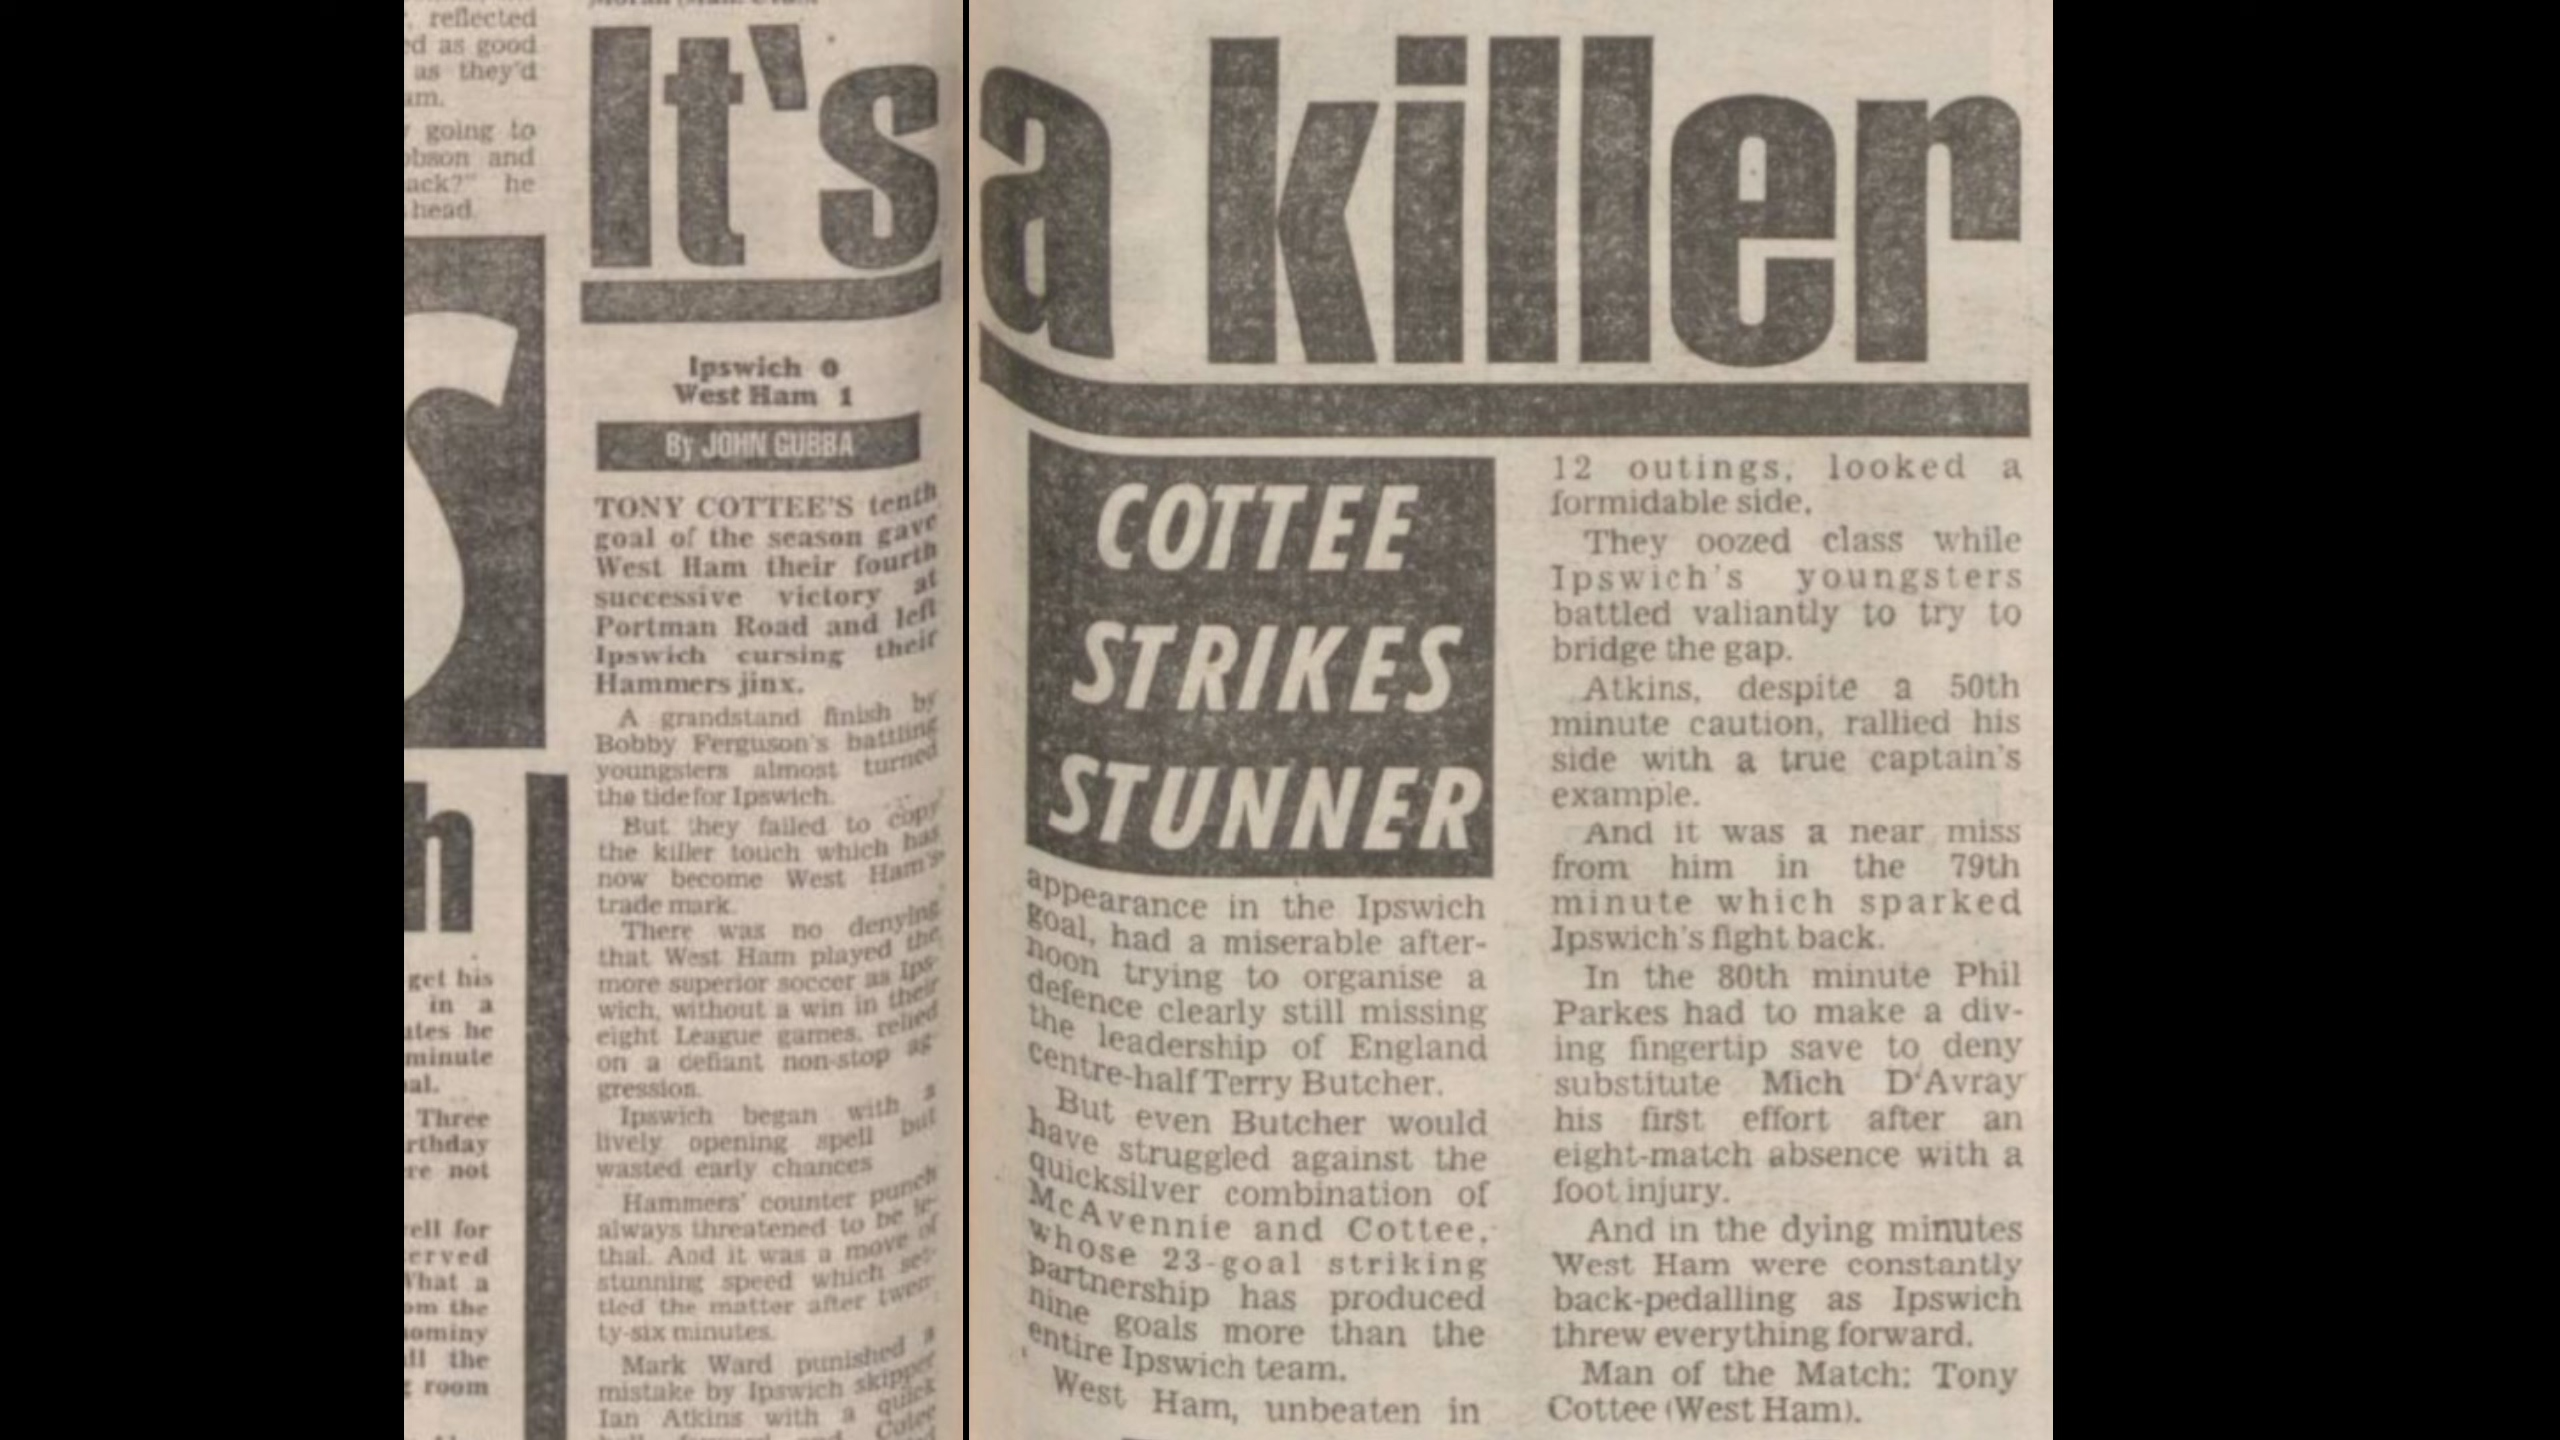 , reflected
as good
as they'd
going to
and
he
head.
h
get his
in a
he
minute
Three
not
for
What a
the
the
room
It's
Ipswich 0
West Ham 1
By JOHN GUBBA
TONY COTTEE'S tenth
goal of the season gave
West Ham their fourth
successive victory at
Portman Road and left
Ipswich cursing their
Hammers jinx.
A grandstand finish by
Bobby Ferguson's battling
youngsters almost turned
the tide for Ipswich.
But they failed to copy
the killer touch which has
now become West Ham's
trade mark.
There was no denying
that West Ham played the
more superior soccer as Ips-
wich, without a win in their
eight League games, relied
on a defiant non-stop ag-
gression.
Ipswich began with a
lively opening spell but
wasted early chances
Hammers' counter punch
always threatened to be le-
thal. And it was a move of
stunning speed which set-
tled the matter after twen-
ty-six minutes.
Mark Ward punished a
mistake by Ipswich skipper
Ian Atkins with a quick
a killer
COTTEE
STRIKES
STUNNER
appearance in the Ipswich
goal, had a miserable after-
noon trying to organise a
defence clearly still missing
the leadership of England
centre-half Terry Butcher.
But even Butcher would
have struggled against the
quicksilver combination of
McAvennie and Cottee,
whose 23-goal striking
partnership has produced
nine goals more than the
entire Ipswich team.
West Ham, unbeaten in
12 outings, looked a
formidable side.
They oozed class while
Ipswich's youngsters
battled valiantly to try to
bridge the gap.
Atkins, despite a 50th
minute caution, rallied his
side with a true captain's
example.
And it was a near miss
from him in the 79th
minute which sparked
Ipswich's fight back.
In the 80th minute Phil
Parkes had to make a div-
ing fingertip save to deny
substitute Mich D'Avray
his first effort after an
eight-match absence with a
foot injury.
And in the dying minutes
West Ham were constantly
back-pedalling as Ipswich
threw everything forward.
Man of the Match: Tony
Cottee (West Ham).